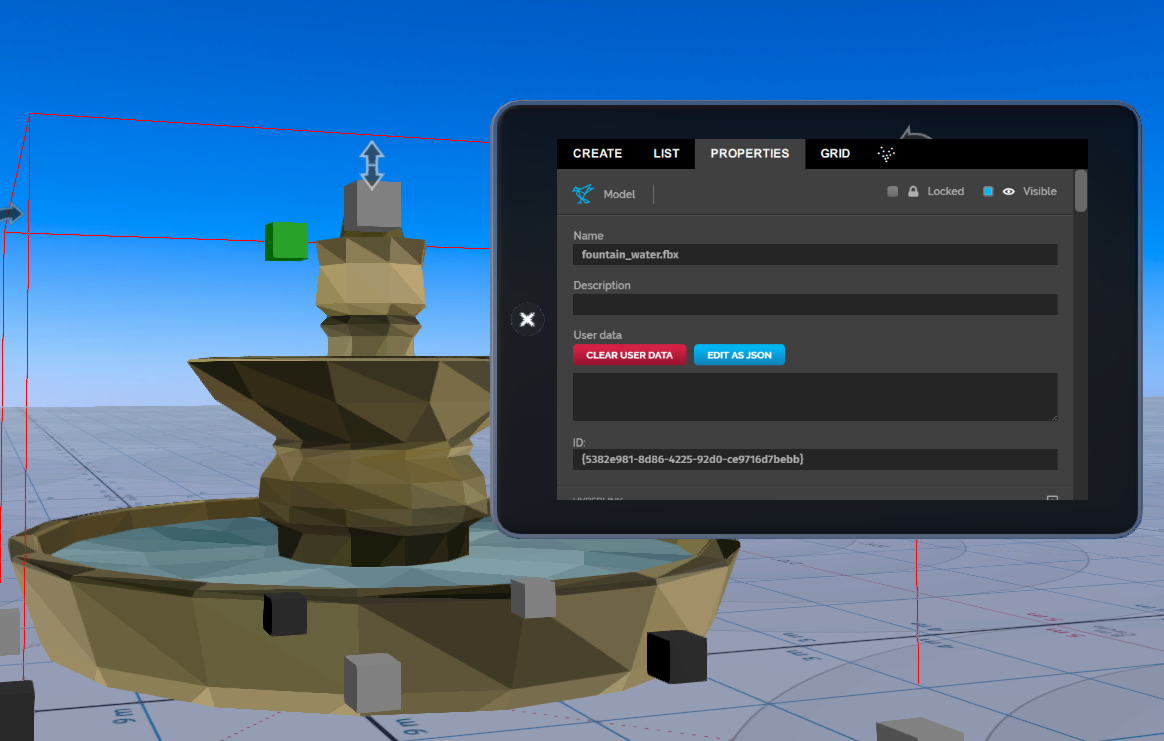 CREATE LIST PROPERTIES GRID
Model Locked Visible
Name
fountain_water.fbx
Description
User data
CLEAR USER DATA EDIT AS JSON
ID:
{5382e981-8d86-4225-92d0-ce9716d7bebb}
HYPERLINK